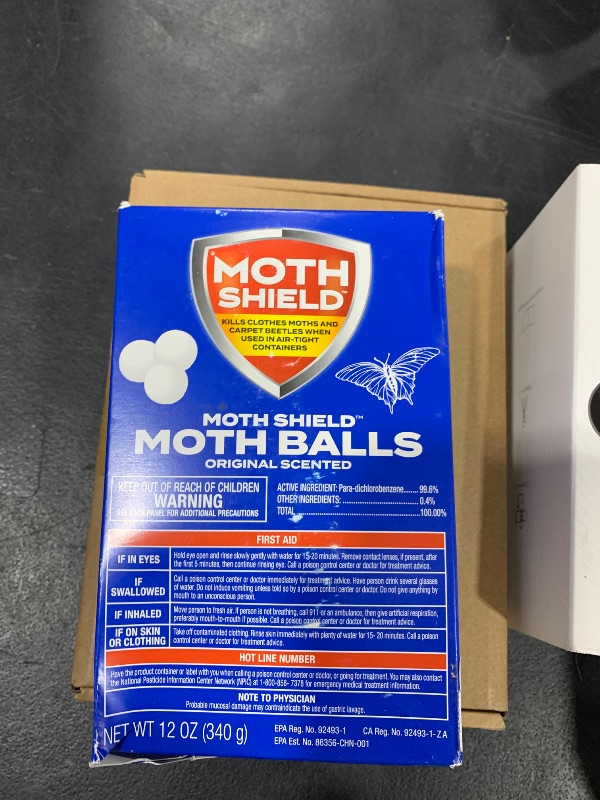 MOTH
SHIELD™
KILLS CLOTHES MOTHS AND
CARPET BEETLES WHEN
USED IN AIR-TIGHT
CONTAINERS
MOTH SHIELD™
MOTH BALLS
ORIGINAL SCENTED
KEEP OUT OF REACH OF CHILDREN
WARNING
SEE BACK PANEL FOR ADDITIONAL PRECAUTIONS
ACTIVE INGREDIENT: Para-dichlorobenzene........ 99.6%
OTHER INGREDIENTS: ............................ 0.4%
TOTAL ............................................100.00%
FIRST AID
IF IN EYES
Hold eye open and rinse slowly gently with water for 15-20 minutes. Remove contact lenses, if present, after
the first 5 minutes, then continue rinsing eye. Call a poison control center or doctor for treatment advice.
IF
SWALLOWED
Call a poison control center or doctor immediately for treatment advice. Have person drink several glasses
of water. Do not induce vomiting unless told so by a poison control center or doctor. Do not give anything by
mouth to an unconscious person.
IF INHALED
Move person to fresh air. If person is not breathing, call 911 or an ambulance, then give artificial respiration,
preferably mouth-to-mouth if possible. Call a poison control center or doctor for treatment advice.
IF ON SKIN
OR CLOTHING
Take off contaminated clothing. Rinse skin immediately with plenty of water for 15- 20 minutes. Call a poison
control center or doctor for treatment advice.
HOT LINE NUMBER
Have the product container or label with you when calling a poison control center doctor, or going for treatment. You may also contact
the National Pesticide Information Center Network (NPIC) at 1-800-858- 7378 for emergency medical treatment information.
NOTE TO PHYSICIAN
Probable mucosal damage may contraindicate the use of gastric lavage.
NET WT 12 OZ (340 g)
EPA Reg. No. 92493-1 CA Reg. No. 92493-1-ZA
EPA Est. No. 86356-CHN-001